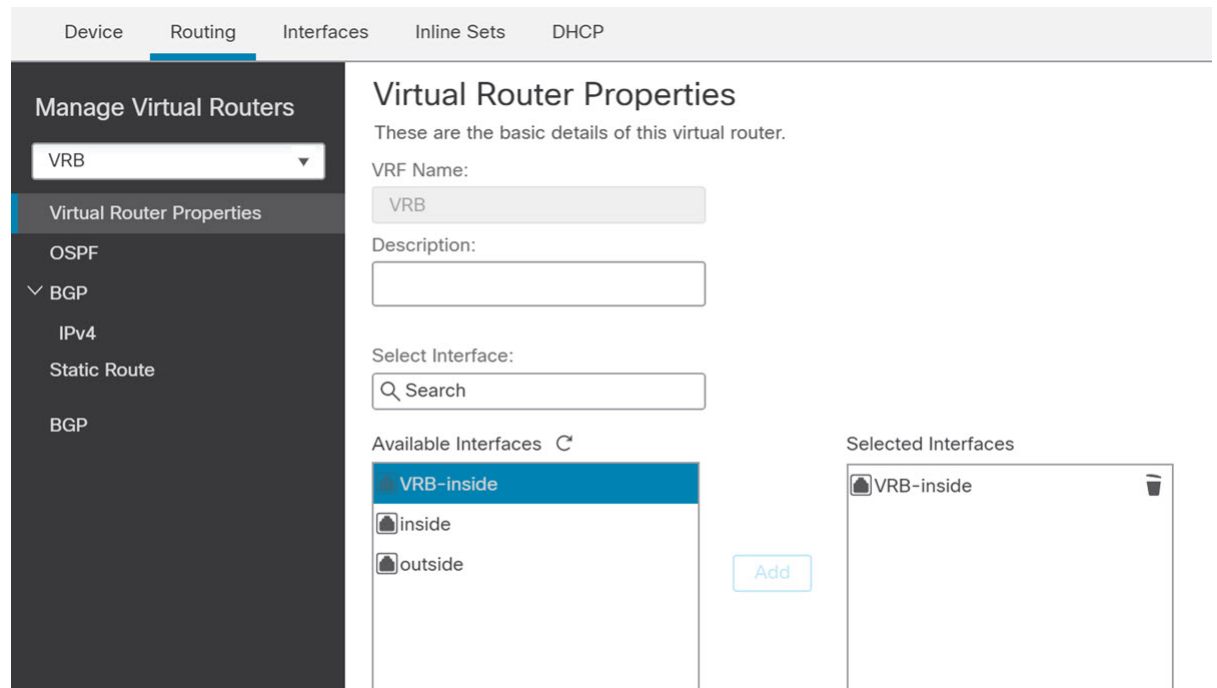 Device Routing Interfaces Inline Sets DHCP
Manage Virtual Routers
VRB
Virtual Router Properties
OSPF
BGP
IPv4
Static Route
BGP
Virtual Router Properties
These are the basic details of this virtual router.
VRF Name:
VRB
Description:
Select Interface:
Search
Available Interfaces
VRB-inside
inside
outside
Add
Selected Interfaces
VRB-inside